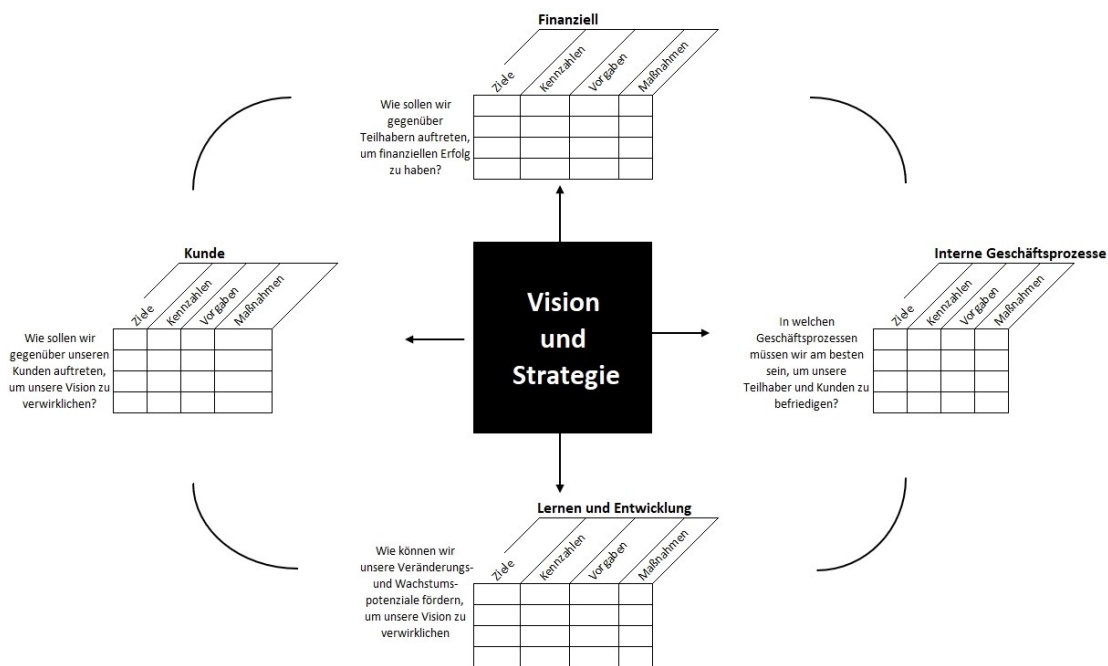 Finanziell
Ziele
Kennzahlen
Vorgaben
Maßnahmen
Wie sollen wir
gegenüber
Teilhabern auftreten,
um finanziellen Erfolg
zu haben?
Kunde
Ziele
Kennzahlen
Vorgaben
Maßnahmen
Wie sollen wir
gegenüber unseren
Kunden auftreten,
um unsere Vision zu
verwirklichen?
Vision
und
Strategie
Interne Geschäftsprozesse
Ziele
Kennzahlen
Vorgaben
Maßnahmen
In welchen
Geschäftsprozessen
müssen wir am besten
sein, um unsere
Teilhaber und Kunden zu
befriedigen?
Lernen und Entwicklung
Ziele
Kennzahlen
Vorgaben
Maßnahmen
Wie können wir
unsere Veränderungs-
und Wachstums-
potenziale fördern,
um unsere Vision zu
verwirklichen